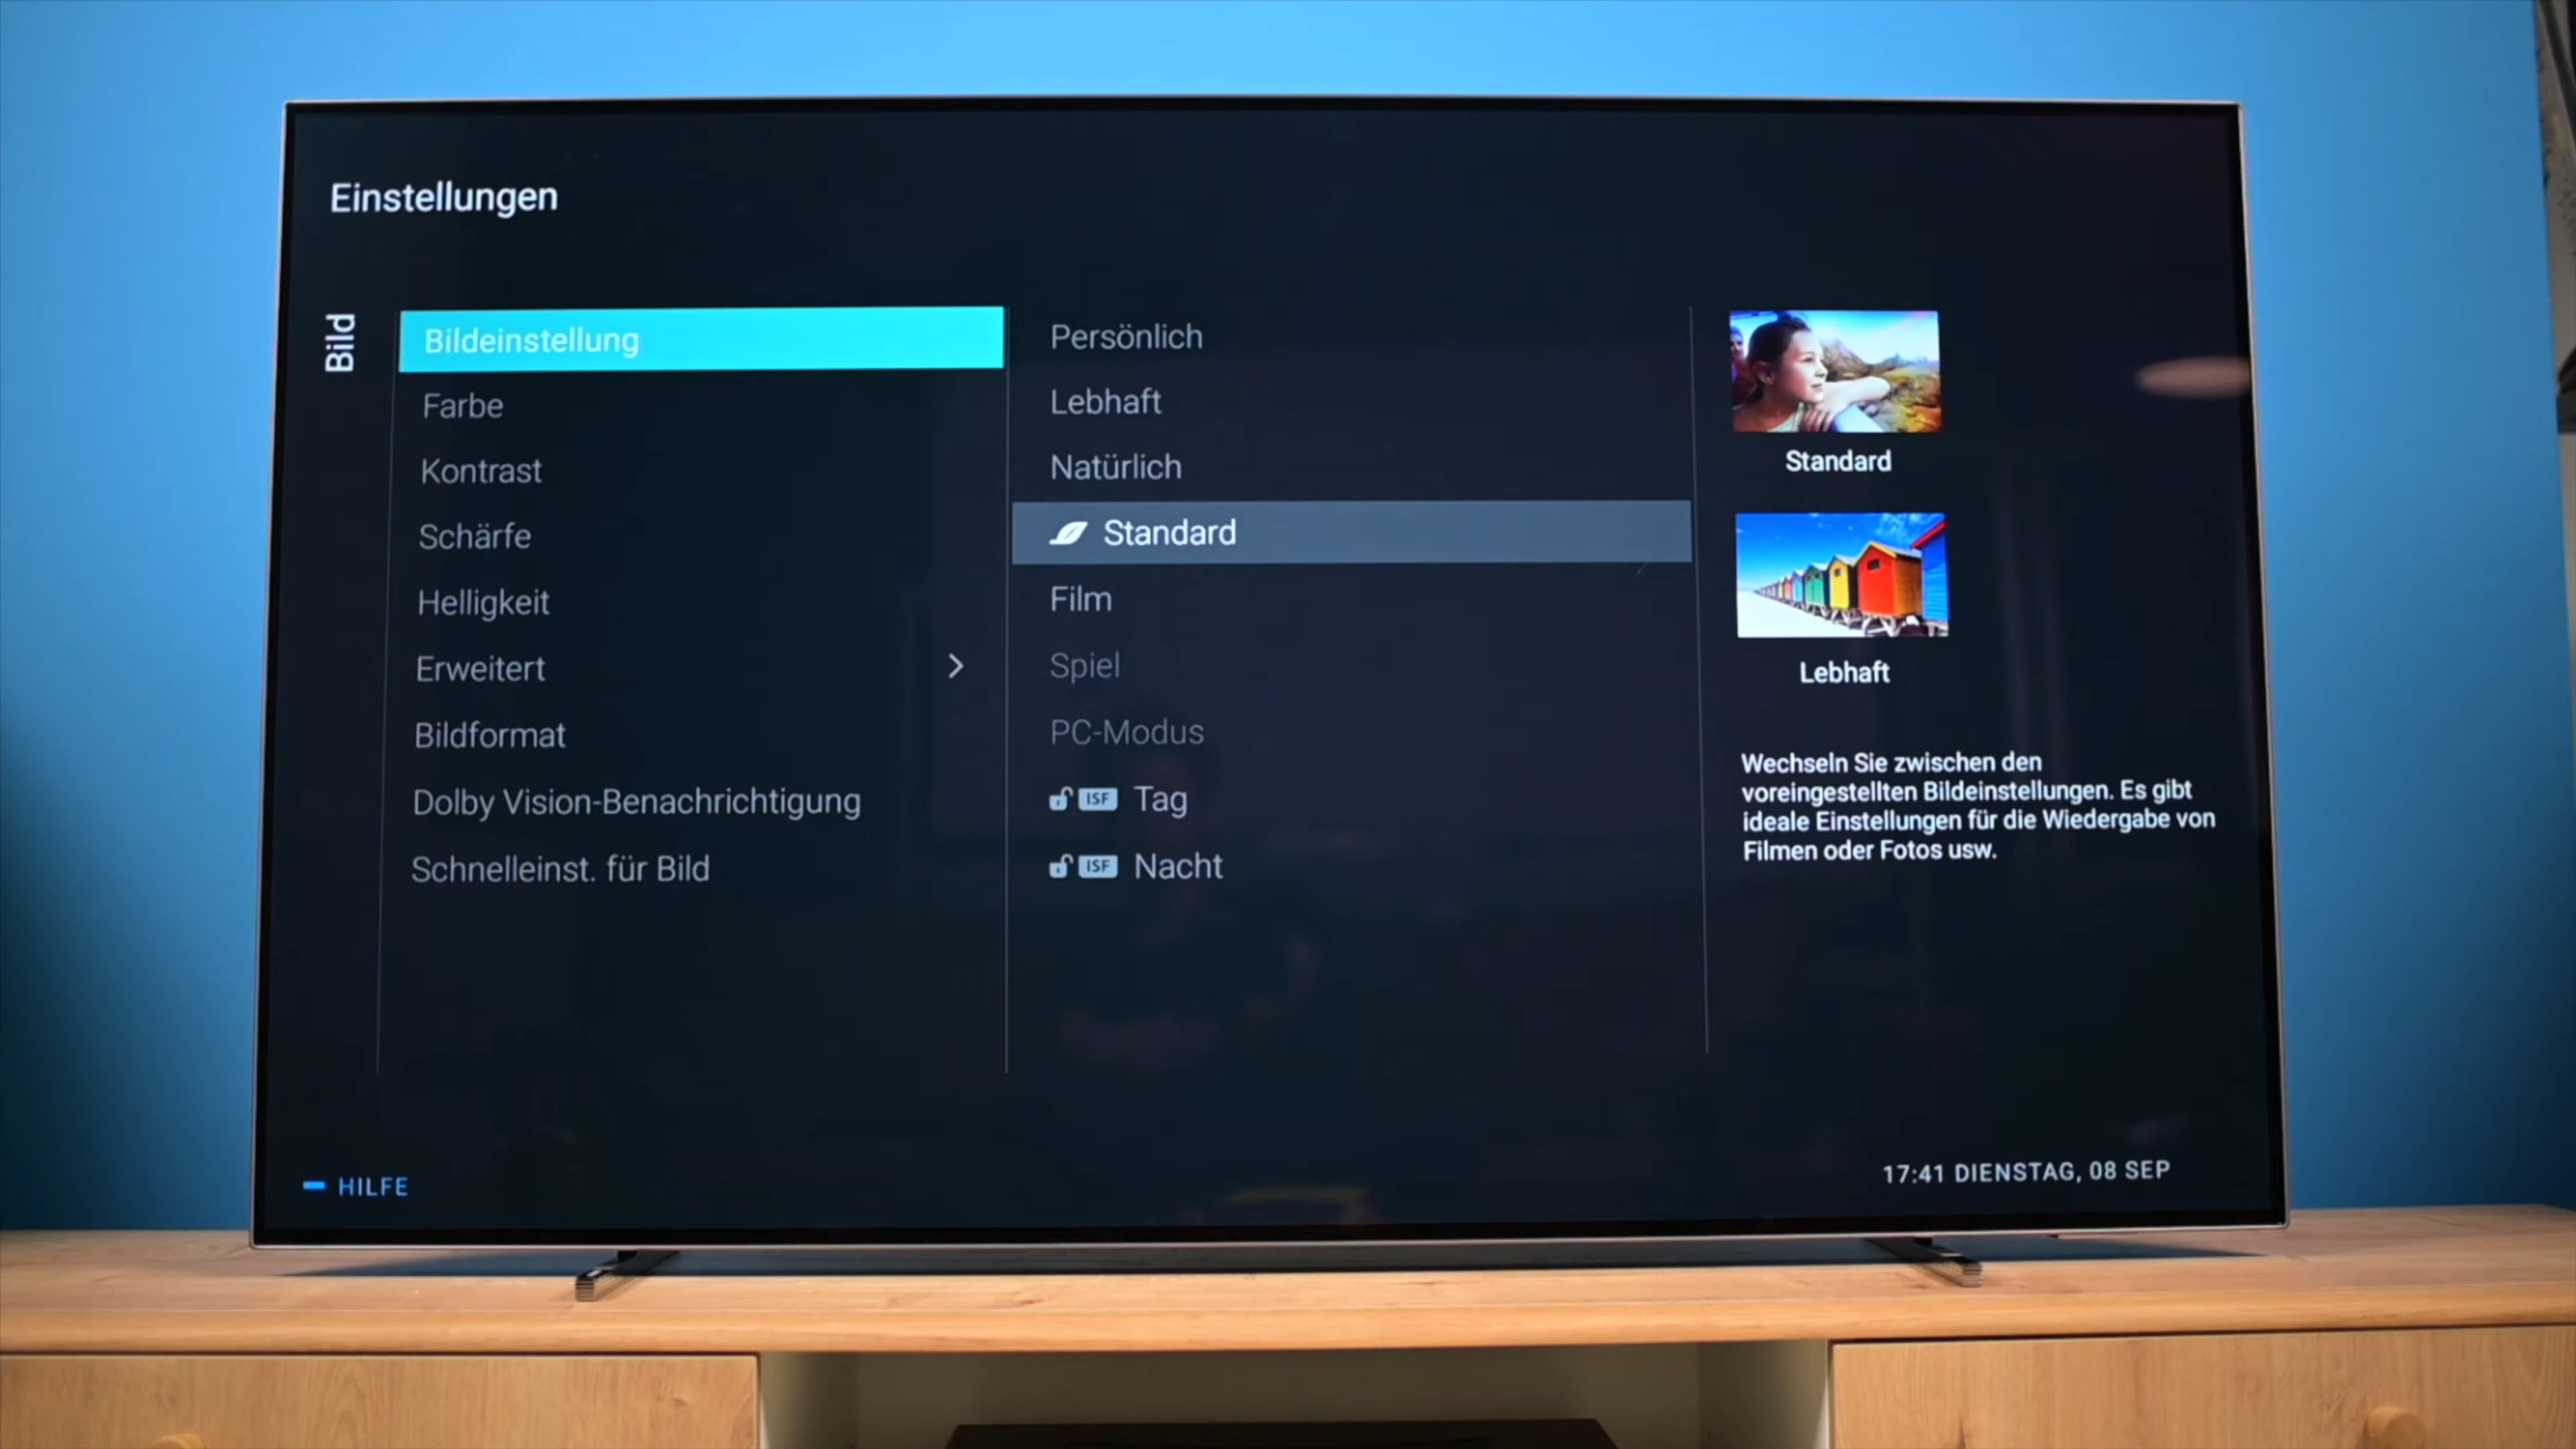 Einstellungen
Bild
Bildeinstellung
Farbe
Kontrast
Schärfe
Helligkeit
Erweitert
Bildformat
Dolby Vision-Benachrichtigung
Schnelleinst. für Bild
Persönlich
Lebhaft
Natürlich
Standard
Film
Spiel
PC-Modus
ISF Tag
ISF Nacht
Standard
Lebhaft
Wechseln Sie zwischen den
voreingestellten Bildeinstellungen. Es gibt
ideale Einstellungen für die Wiedergabe von
Filmen oder Fotos usw.
HILFE
17:41 DIENSTAG, 08 SEP